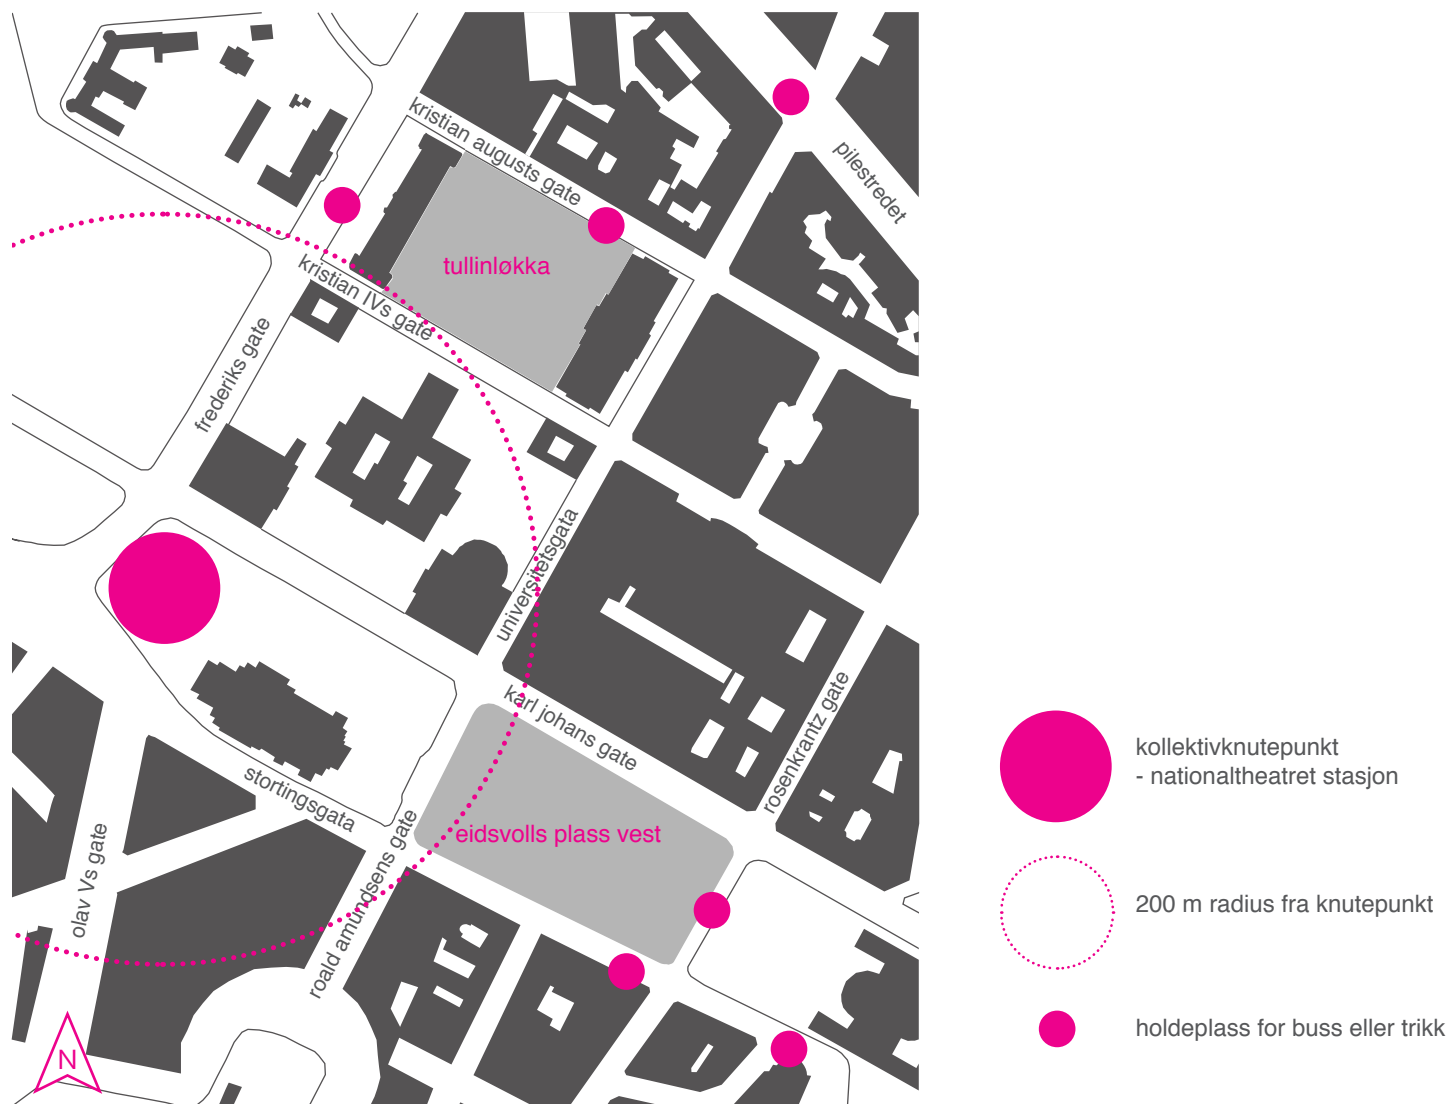 kristian augusts gate
pilestredet
tullinløkka
kristian IVs gate
frederiks gate
universitetsgata
karl johans gate
rosenkrantz gate
stortingsgata
eidsvolls plass vest
olav Vs gate
roald amundsens gate
N
kollektivknutepunkt
- nationaltheatret stasjon
200 m radius fra knutepunkt
holdeplass for buss eller trikk